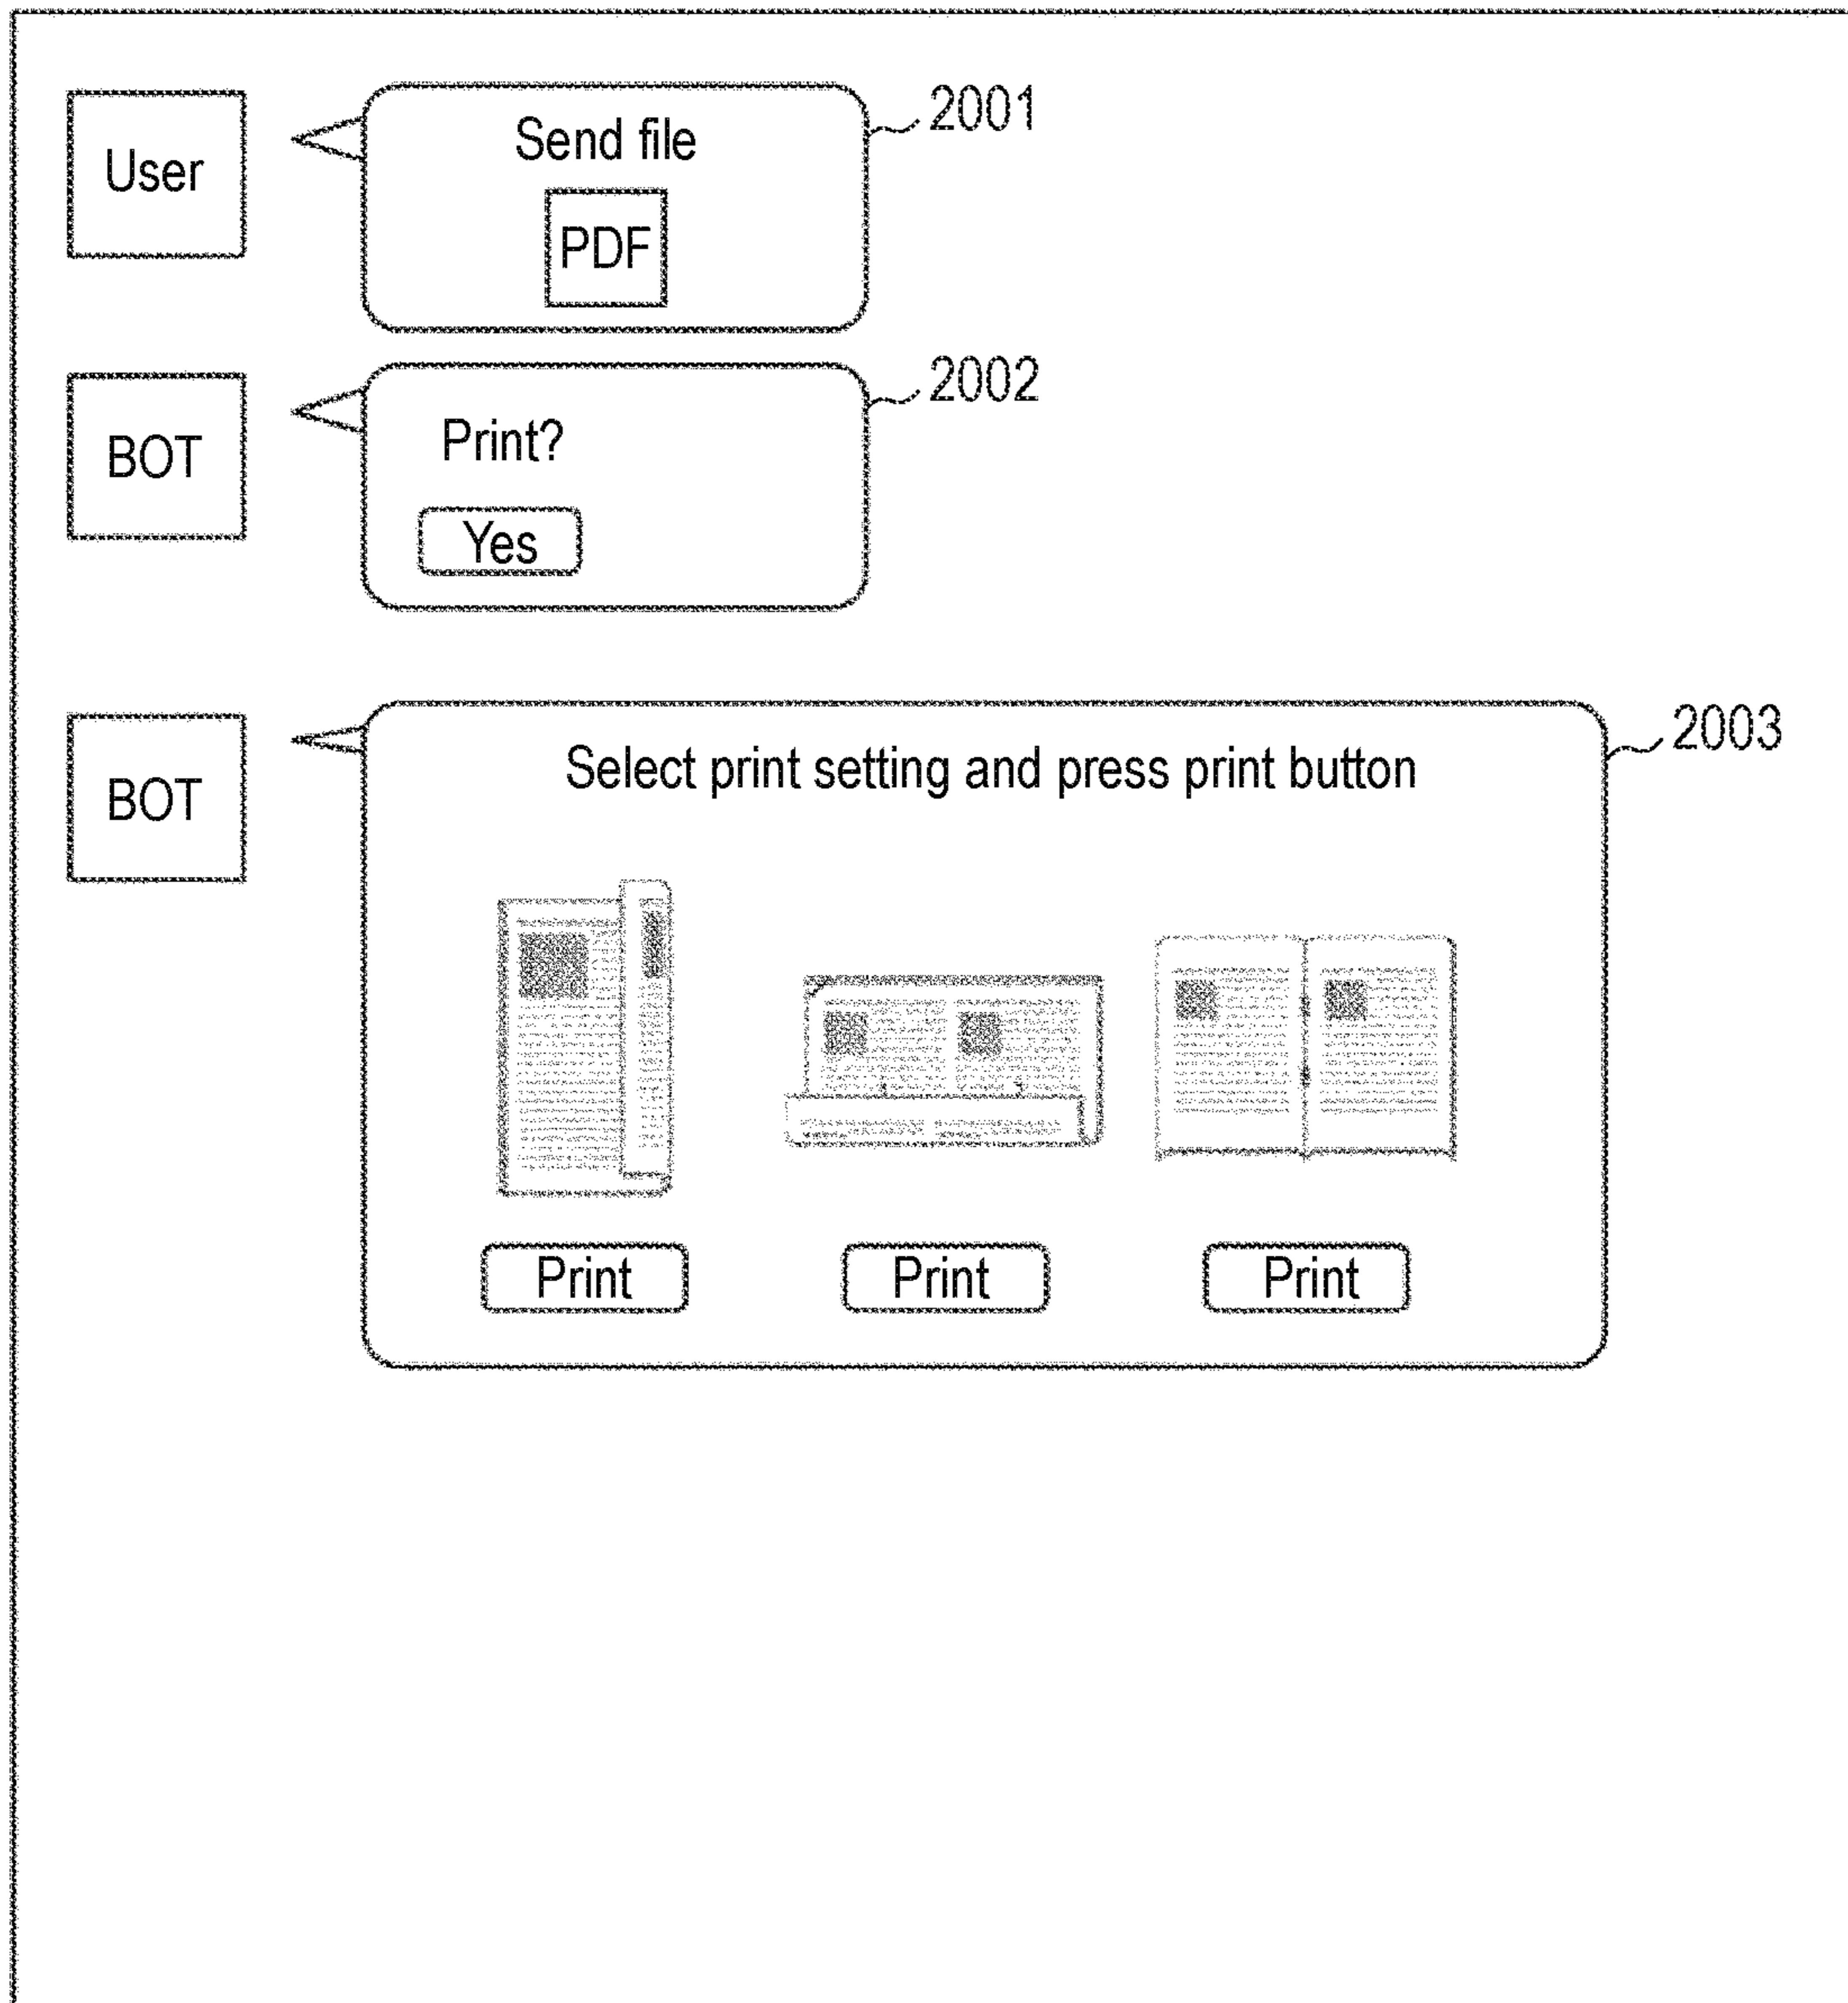 User
Send file
2001
PDF
BOT
Print?
2002
Yes
BOT
Select print setting and press print button
2003
Print Print Print